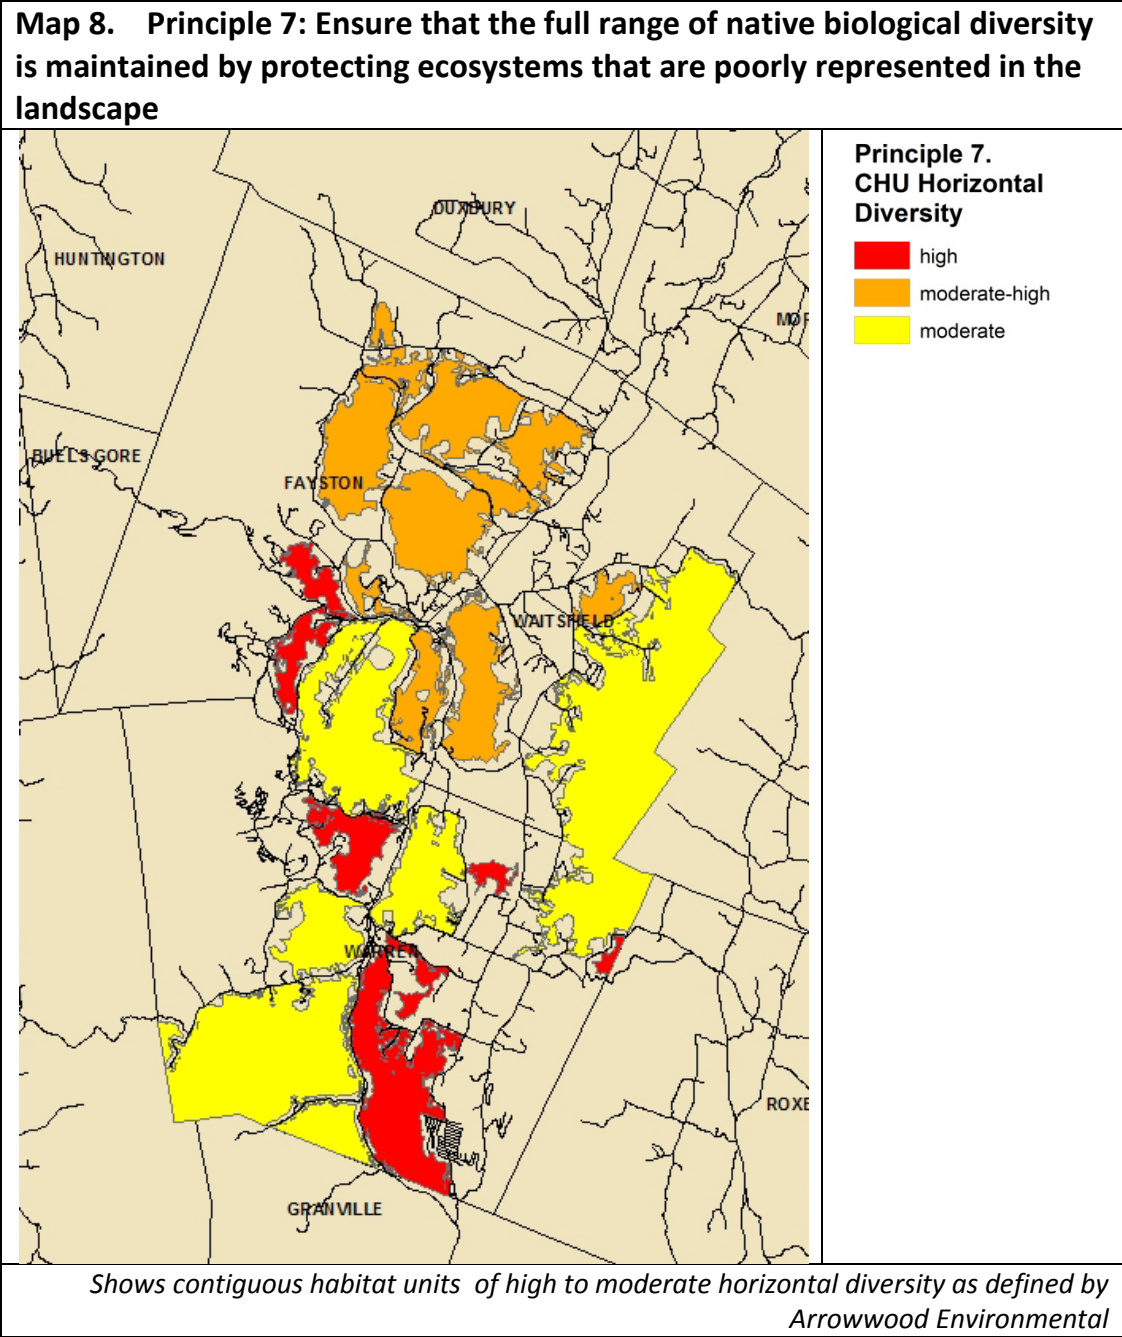 Map 8. Principle 7: Ensure that the full range of native biological diversity
is maintained by protecting ecosystems that are poorly represented in the
landscape
Principle 7.
CHU Horizontal
Diversity
high
moderate-high
moderate
DUXBURY
HUNTINGTON
MOR
BUELS GORE
FAYSTON
WAITSFIELD
WARREN
ROXB
GRANVILLE
Shows contiguous habitat units of high to moderate horizontal diversity as defined by
Arrowwood Environmental